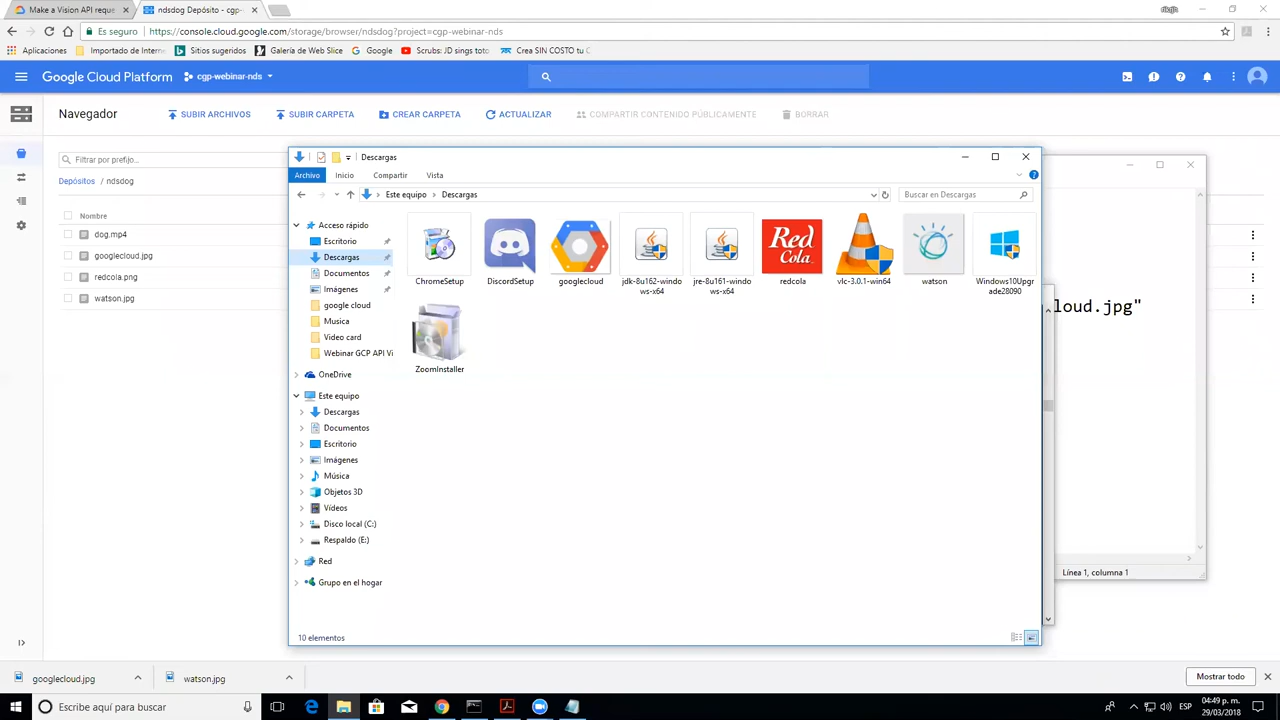 Make a Vision API reque
ndsdog Depósito - cgp-
Es seguro
https://console.cloud.google.com/storage/browser/ndsdog?project=cgp-webinar-nds
Aplicaciones
Importado de Intern
Sitios sugeridos
Galería de Web Slice
Google
Scrubs: JD sings toto
Crea SIN COSTO tu C
Google Cloud Platform
cgp-webinar-nds
Navegador
SUBIR ARCHIVOS
SUBIR CARPETA
CREAR CARPETA
ACTUALIZAR
COMPARTIR CONTENIDO PÚBLICAMENTE
BORRAR
Filtrar por prefijo...
Depósitos / ndsdog
Nombre
dog.mp4
googlecloud.jpg
redcola.png
watson.jpg
Descargas
Archivo
Inicio
Compartir
Vista
Este equipo
Descargas
Buscar en Descargas
Acceso rápido
Escritorio
Descargas
Documentos
Imágenes
google cloud
Musica
Video card
Webinar GCP API Vi
OneDrive
Este equipo
Descargas
Documentos
Escritorio
Imágenes
Música
Objetos 3D
Vídeos
Disco local (C:)
Respaldo (E:)
Red
Grupo en el hogar
ChromeSetup
DiscordSetup
googlecloud
jdk-8u162-windo
ws-x64
jre-8u161-windo
ws-x64
Red
Cola
redcola
vlc-3.0.1-win64
watson
Windows10Upgr
ade28090
ZoomInstaller
10 elementos
loud.jpg"
Línea 1, columna 1
googlecloud.jpg
watson.jpg
Mostrar todo
Escribe aquí para buscar
ESP
04:49 p. m.
29/03/2018